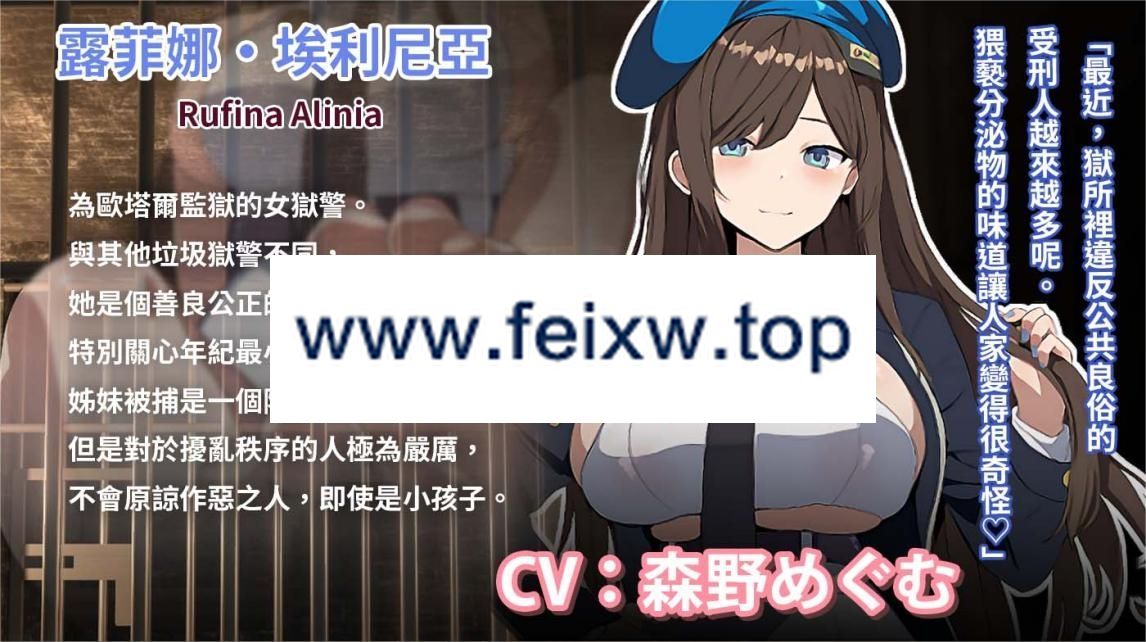 露菲娜・埃利尼亞
Rufina Alinia
為歐塔爾監獄的女獄警。
與其他垃圾獄警不同，
她是個善良公正的
特別關心年紀最小
姊妹被捕是一個
但是對於擾亂秩序的人極為嚴厲，
不會原諒作惡之人，即使是小孩子。
www.feixw.top
「最近，獄所裡違反公共良俗的
受刑人越來越多呢。
猥褻分泌物的味道讓人家變得很奇怪♡」
CV：森野めぐむ